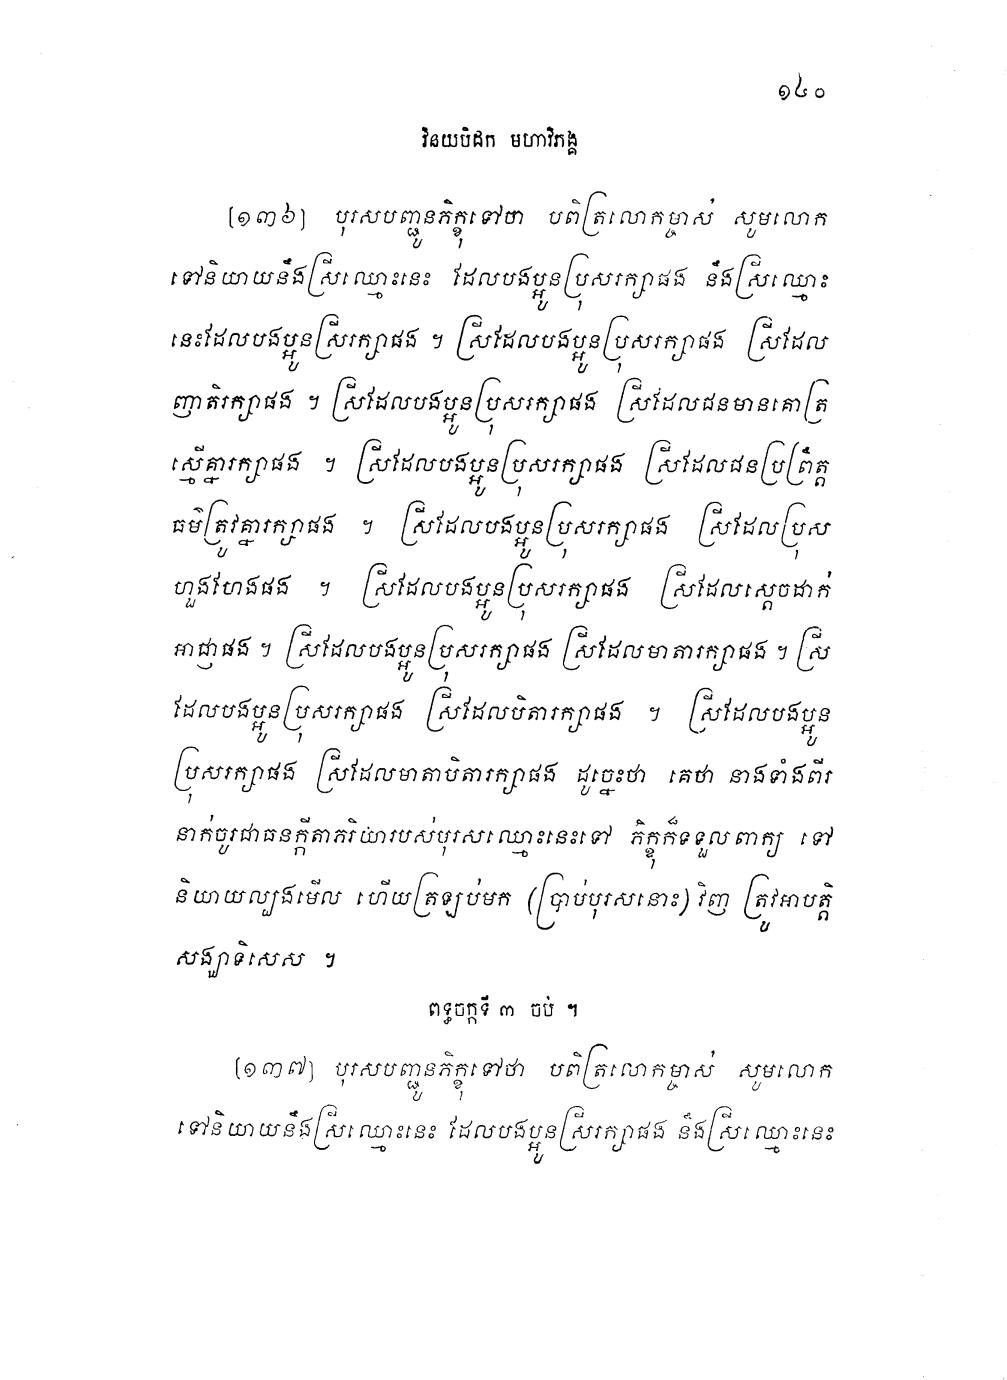 ១៤០
វិនយបិដក មហាវិភង្គ
[១៣៦] បុរសបញ្ជូនភិក្ខុទៅថា បពិត្រលោកម្ចាស់ សូមលោក
ទៅនិយាយនឹងស្រីឈ្មោះនេះ ដែលបងប្អូនប្រុសរក្សាផង នឹងស្រីឈ្មោះ
នេះដែលបងប្អូនស្រីរក្សាផង ។ ស្រីដែលបងប្អូនប្រុសរក្សាផង ស្រីដែល
ញាតិរក្សាផង ។ ស្រីដែលបងប្អូនប្រុសរក្សាផង ស្រីដែលជនមានគោត្រ
ស្មើគ្នារក្សាផង ។ ស្រីដែលបងប្អូនប្រុសរក្សាផង ស្រីដែលជនប្រព្រឹត្ត
ធម៌ត្រូវគ្នារក្សាផង ។ ស្រីដែលបងប្អូនប្រុសរក្សាផង ស្រីដែលប្រុស
ហួងហែងផង ។ ស្រីដែលបងប្អូនប្រុសរក្សាផង ស្រីដែលស្តេចដាក់
អាជ្ញាផង ។ ស្រីដែលបងប្អូនប្រុសរក្សាផង ស្រីដែលមាតារក្សាផង ។ ស្រី
ដែលបងប្អូនប្រុសរក្សាផង ស្រីដែលបិតារក្សាផង ។ ស្រីដែលបងប្អូន
ប្រុសរក្សាផង ស្រីដែលមាតាបិតារក្សាផង ដូច្នេះថា គេថា នាងទាំងពីរ
នាក់ចូរជាធនក្កីតាភរិយារបស់បុរសឈ្មោះនេះទៅ ភិក្ខុក៏ទទួលពាក្យ ទៅ
និយាយល្បងមើល ហើយត្រឡប់មក (ប្រាប់បុរសនោះ) វិញ ត្រូវអាបត្តិ
សង្ឃាទិសេស ។
ពទ្ធចក្កទី ៣ ចប់ ។
[១៣៧] បុរសបញ្ជូនភិក្ខុទៅថា បពិត្រលោកម្ចាស់ សូមលោក
ទៅនិយាយនឹងស្រីឈ្មោះនេះ ដែលបងប្អូនស្រីរក្សាផង នឹងស្រីឈ្មោះនេះ